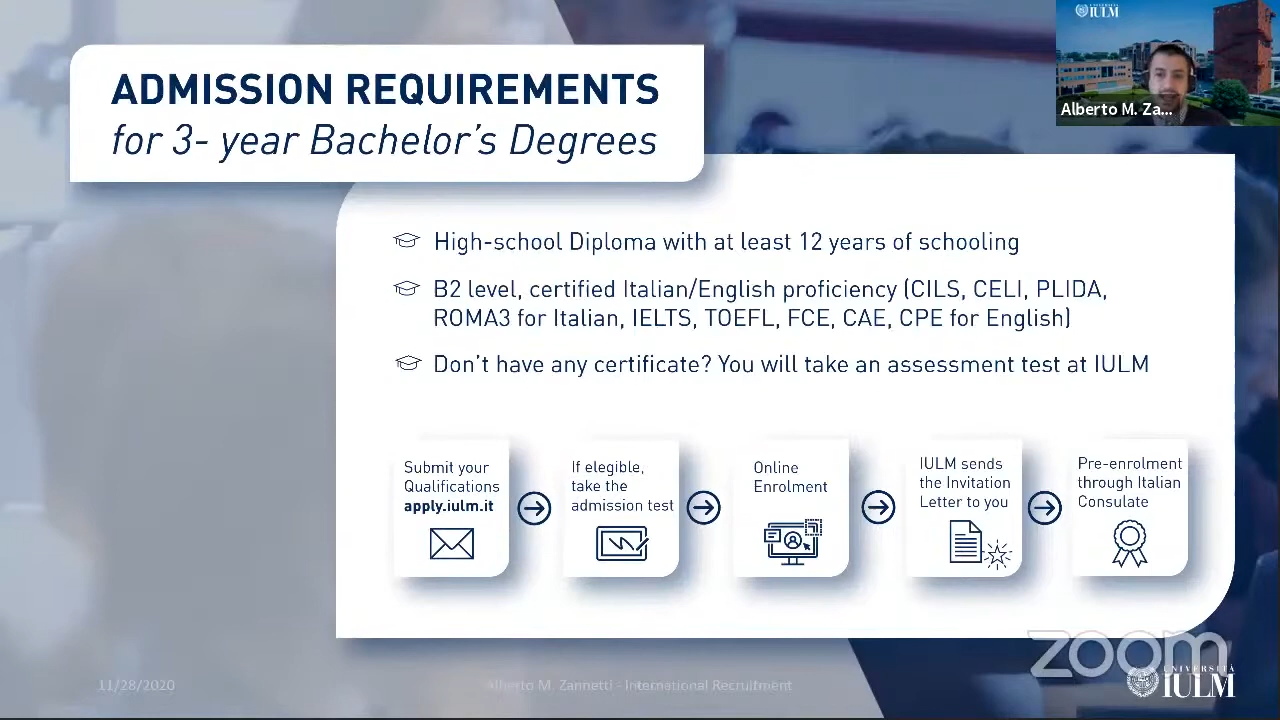 ADMISSION REQUIREMENTS
for 3- year Bachelor's Degrees
IULM
Alberto M. Za...
High-school Diploma with at least 12 years of schooling
B2 level, certified Italian/English proficiency (CILS, CELI, PLIDA,
ROMA3 for Italian, IELTS, TOEFL, FCE, CAE, CPE for English)
Don't have any certificate? You will take an assessment test at IULM
Submit your
Qualifications
apply.iulm.it
If elegible,
take the
admission test
Online
Enrolment
IULM sends
the Invitation
Letter to you
Pre-enrolment
through Italian
Consulate
zoom
11/28/2020
Alberto M. Zannetti - International Recruitment
UNIVERSITÀ
IULM